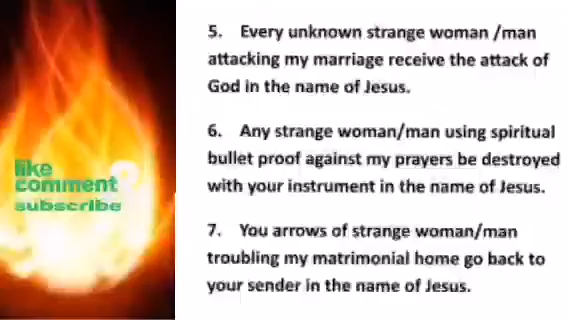 like
comment
subscribe
5. Every unknown strange woman /man
attacking my marriage receive the attack of
God in the name of Jesus.
6. Any strange woman/man using spiritual
bullet proof against my prayers be destroyed
with your instrument in the name of Jesus.
7. You arrows of strange woman/man
troubling my matrimonial home go back to
your sender in the name of Jesus.